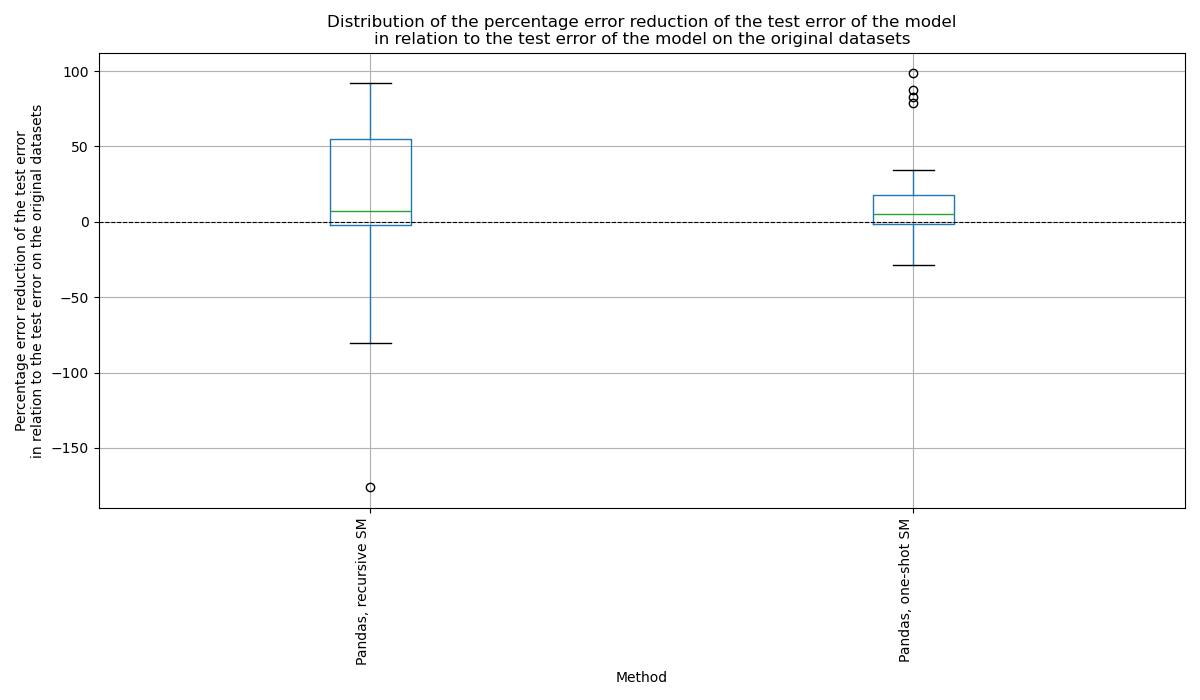 Distribution of the percentage error reduction of the test error of the model
in relation to the test error of the model on the original datasets
Percentage error reduction of the test error
in relation to the test error on the original datasets
100
50
0
−50
−100
−150
Pandas, recursive SM
Pandas, one-shot SM
Method